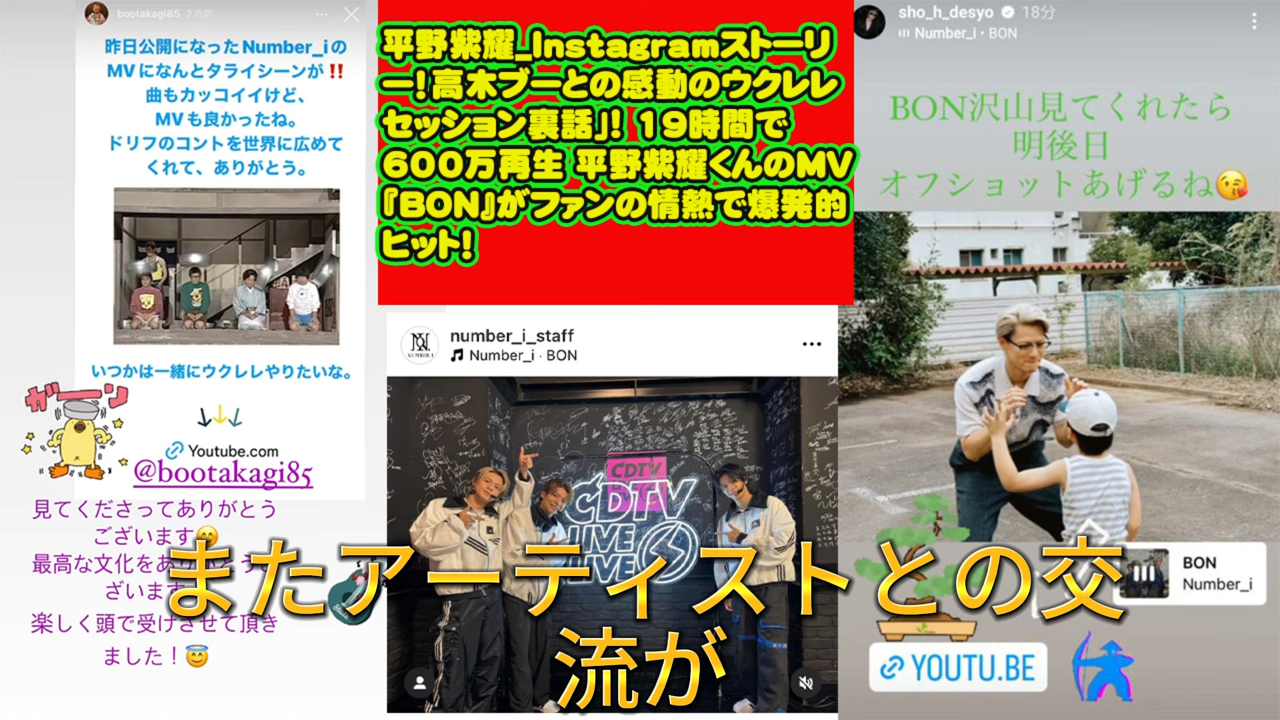 bootakagi85 2時間
昨日公開になったNumber_iの
MVになんとタライシーンが‼
曲もカッコイイけど、
MVも良かったね。
ドリフのコントを世界に広めて
くれて、ありがとう。
いつかは一緒にウクレレやりたいな。
ガーン
Youtube.com
@bootakagi85
見てくださってありがとう
ございます😊
最高な文化をありがとうご
ざいます
楽しく頭で受けさせて頂き
ました！😇
平野紫耀_Instagramストーリ
ー！高木ブーとの感動のウクレレ
セッション裏話」！19時間で
600万再生 平野紫耀くんのMV
『BON』がファンの情熱で爆発的
ヒット！
number_i_staff
Number_i · BON
CDTV
CDTV
LIVE
LIVE
sho_h_desyo 18分
Number_i • BON
BON沢山見てくれたら
明後日
オフショットあげるね😘
BON
Number_i
YOUTU.BE
またアーティストとの交
流が